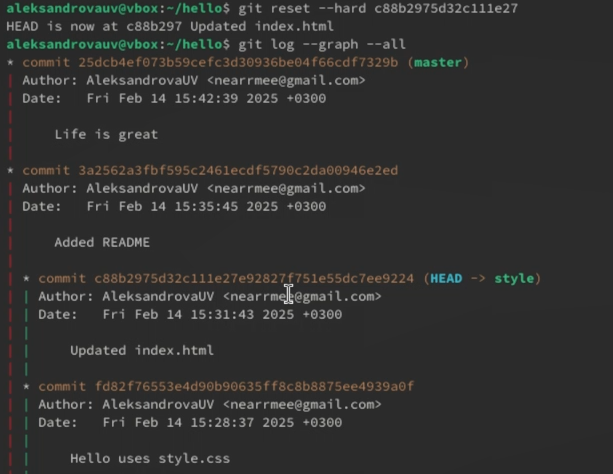 aleksandrovauv@vbox:~/hello$ git reset --hard c88b2975d32c111e27
HEAD is now at c88b297 Updated index.html
aleksandrovauv@vbox:~/hello$ git log --graph --all
* commit 25dcb4ef073b59cefc3d30936be04f66cdf7329b (master)
| Author: AleksandrovaUV <nearrmee@gmail.com>
| Date:   Fri Feb 14 15:42:39 2025 +0300
|
|     Life is great
|
* commit 3a2562a3fbf595c2461ecdf5790c2da00946e2ed
| Author: AleksandrovaUV <nearrmee@gmail.com>
| Date:   Fri Feb 14 15:35:45 2025 +0300
|
|     Added README
|
| * commit c88b2975d32c111e27e92827f751e55dc7ee9224 (HEAD -> style)
| | Author: AleksandrovaUV <nearrmee@gmail.com>
| | Date:   Fri Feb 14 15:31:43 2025 +0300
| |
| |     Updated index.html
| |
| * commit fd82f76553e4d90b90635ff8c8b8875ee4939a0f
| | Author: AleksandrovaUV <nearrmee@gmail.com>
| | Date:   Fri Feb 14 15:28:37 2025 +0300
| |
| |     Hello uses style.css